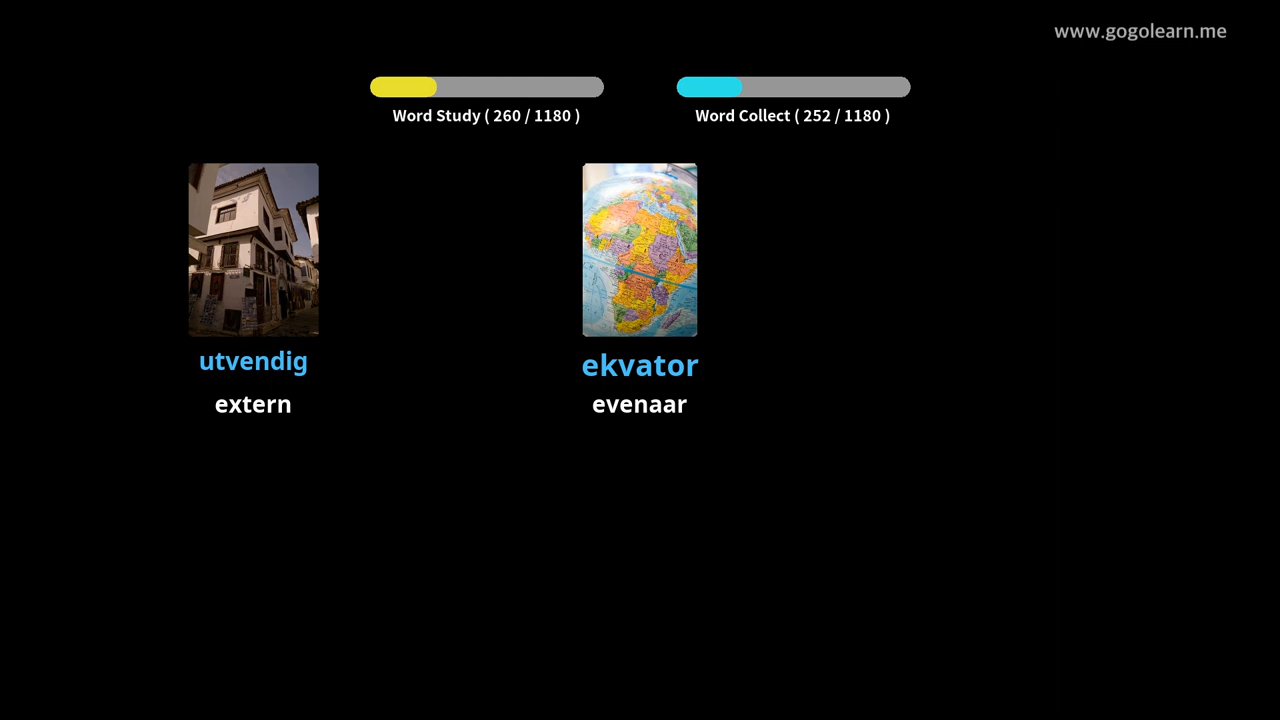 www.gogolearn.me
Word Study ( 260 / 1180 )
Word Collect ( 252 / 1180 )
utvendig
extern
ekvator
evenaar